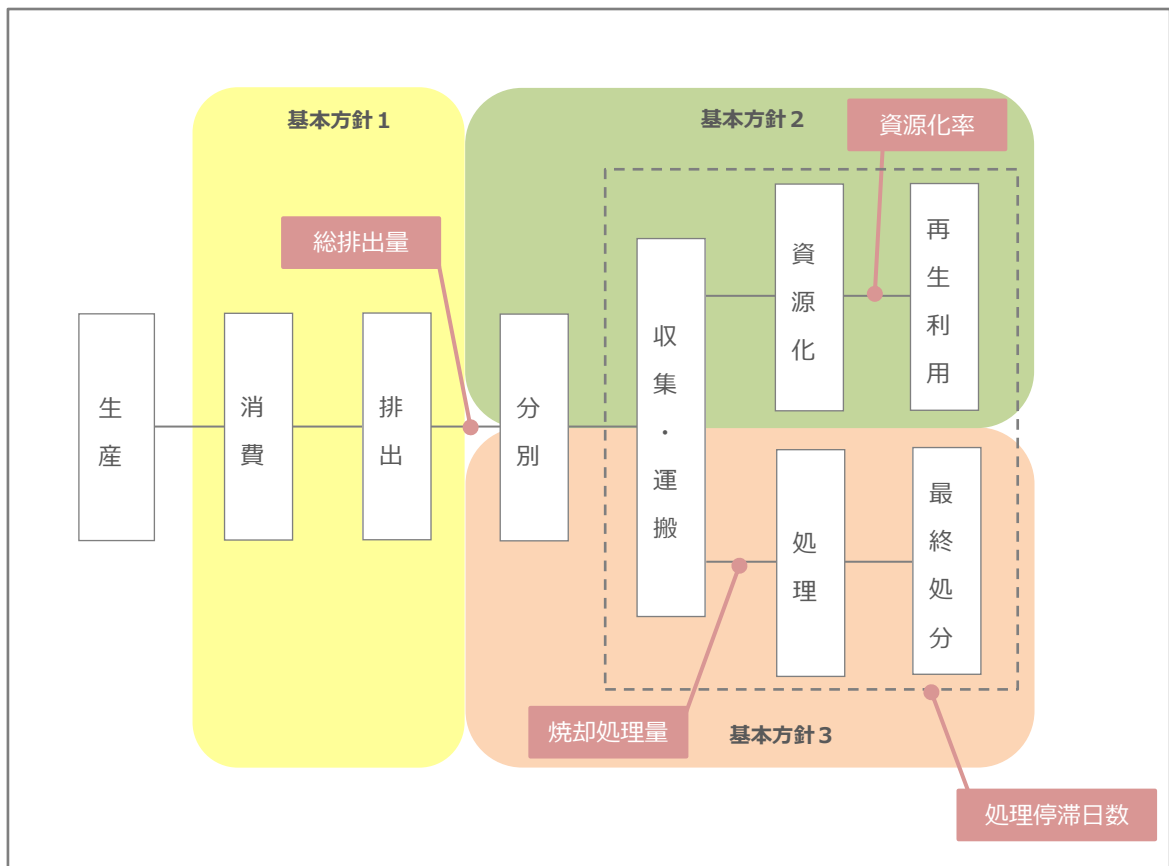 基本方針１
基本方針２
資源化率
総排出量
生産
消費
排出
分別
収集・運搬
資源化
再生利用
処理
最終処分
焼却処理量
基本方針３
処理停滞日数